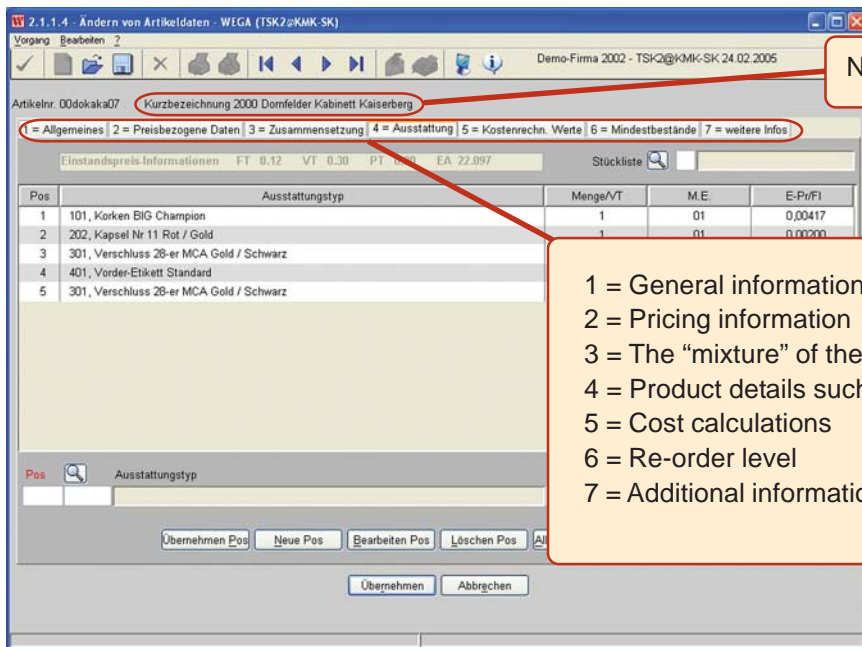 2.1.1.4 - Ändern von Artikeldaten - WEGA (TSK2@KMK-SK)
Vorgang Bearbeiten ?
Demo-Firma 2002 - TSK2@KMK-SK 24.02.2005
N
Artikelnr. 00dokaka07 Kurzbezeichnung 2000 Dornfelder Kabinett Kaiserberg
1 = Allgemeines 2 = Preisbezogene Daten 3 = Zusammensetzung 4 = Ausstattung 5 = Kostenrechn. Werte 6 = Mindestbestände 7 = weitere Infos
Einstandspreis-Informationen FT 0.12 VT 0.30 PT EA 22.097 Stückliste
Pos Ausstattungstyp Menge/VT M.E. E-Pr/Fl
1 101, Korken BIG Champion 1 01 0,00417
2 202, Kapsel Nr 11 Rot / Gold 1 01 0,00200
3 301, Verschluss 28-er MCA Gold / Schwarz
4 401, Vorder-Etikett Standard
5 301, Verschluss 28-er MCA Gold / Schwarz
1 = General information
2 = Pricing information
3 = The “mixture” of the
4 = Product details such
5 = Cost calculations
6 = Re-order level
7 = Additional informatio
Pos Ausstattungstyp
Übernehmen Pos Neue Pos Bearbeiten Pos Löschen Pos Al
Übernehmen Abbrechen